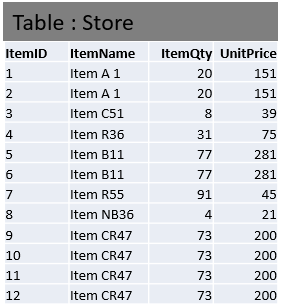 Table : Store
ItemID ItemName ItemQty UnitPrice
1 Item A 1 20 151
2 Item A 1 20 151
3 Item C51 8 39
4 Item R36 31 75
5 Item B11 77 281
6 Item B11 77 281
7 Item R55 91 45
8 Item NB36 4 21
9 Item CR47 73 200
10 Item CR47 73 200
11 Item CR47 73 200
12 Item CR47 73 200